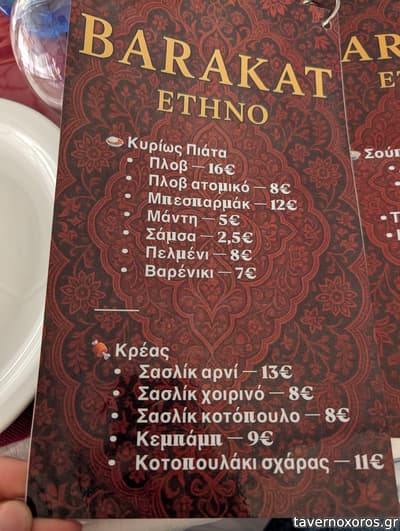 BARAKAT
ETHNO
Κυρίως Πιάτα
• Πλοβ — 16€
• Πλοβ ατομικό — 8€
• Μπεσπαρμάκ — 12€
• Μάντη — 5€
• Σάμσα — 2,5€
• Πελμένι — 8€
• Βαρένικι — 7€
Κρέας
• Σασλίκ αρνί — 13€
• Σασλίκ χοιρινό — 8€
• Σασλίκ κοτόπουλο — 8€
• Κεμπάμπ — 9€
• Κοτοπουλάκι σχάρας — 11€
tavernoxoros.gr